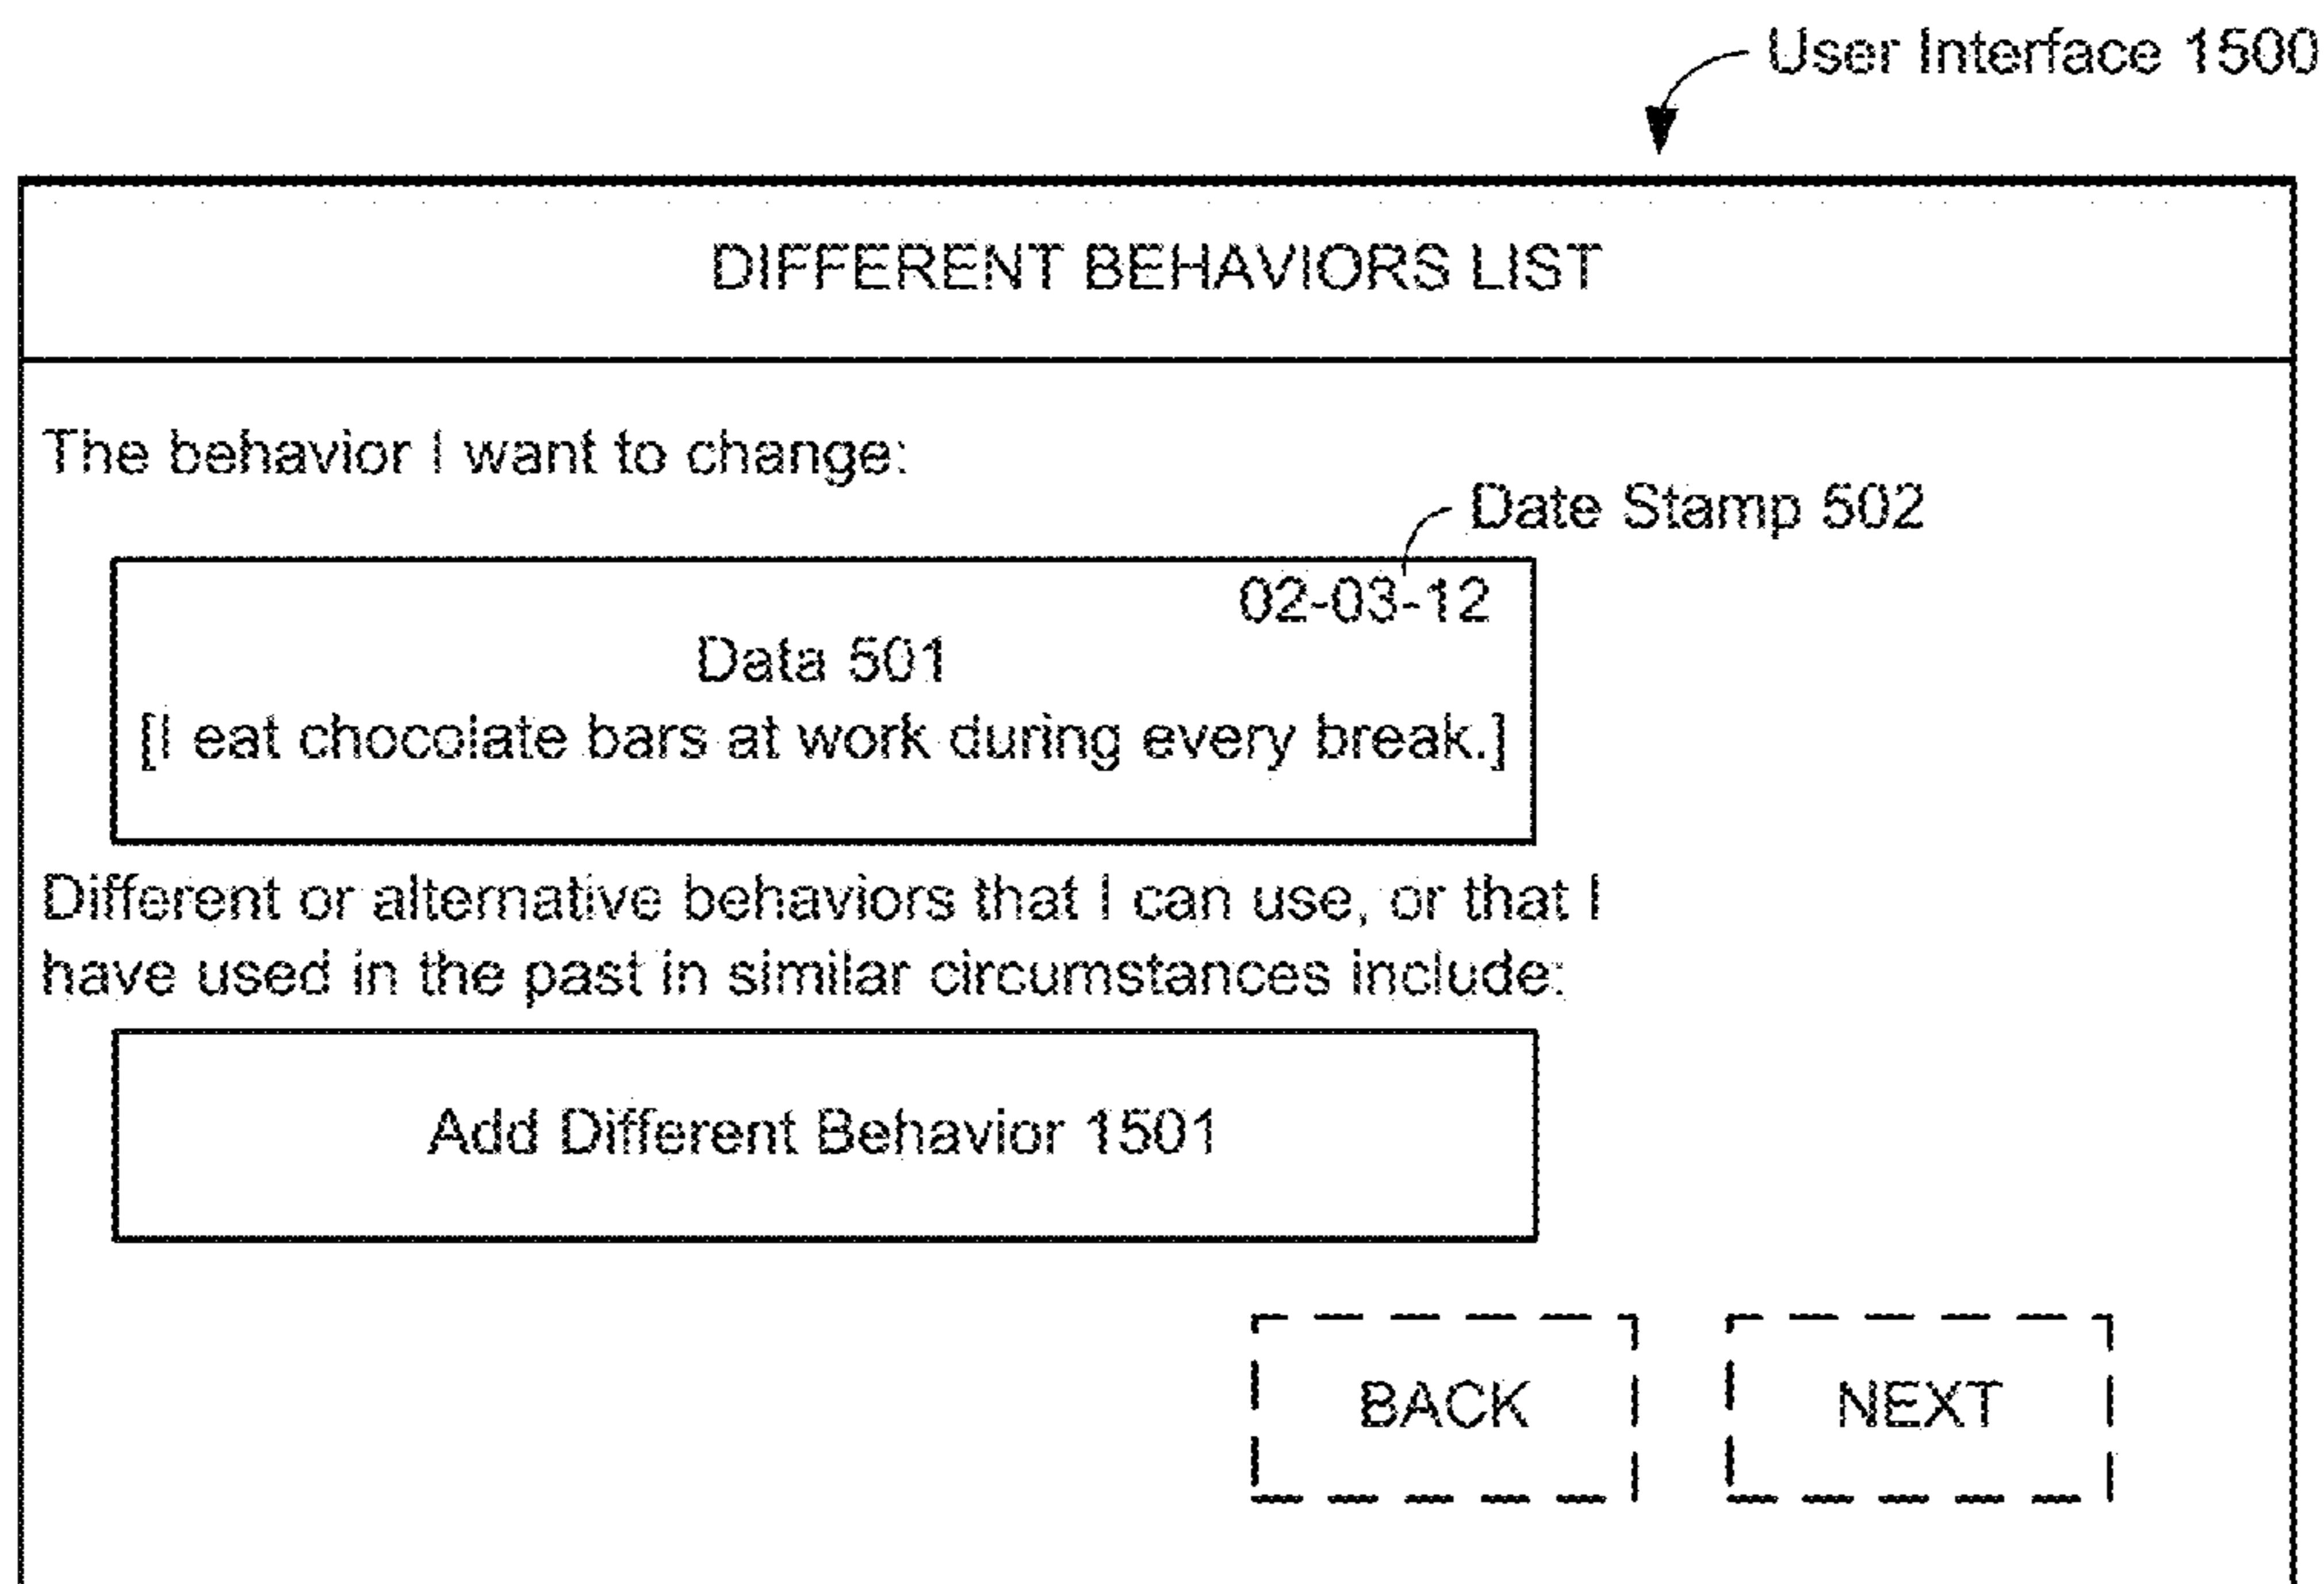 User Interface 1500
DIFFERENT BEHAVIORS LIST
The behavior I want to change:
Date Stamp 502
02-03-12
Data 501
[I eat chocolate bars at work during every break.]
Different or alternative behaviors that I can use, or that I
have used in the past in similar circumstances include:
Add Different Behavior 1501
BACK NEXT